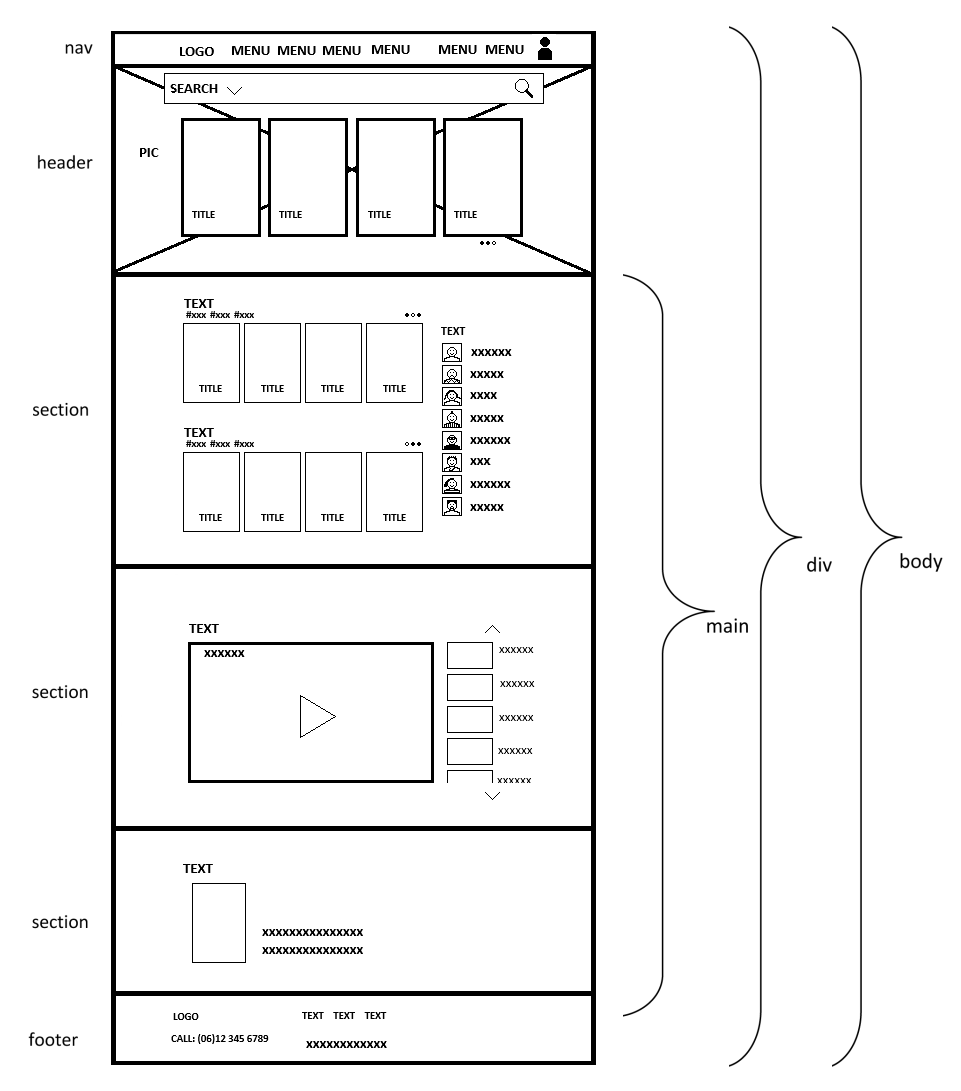 nav
LOGO MENU MENU MENU MENU MENU MENU
SEARCH
header
PIC
TITLE TITLE TITLE TITLE
TEXT
#xxx #xxx #xxx
TITLE TITLE TITLE TITLE
TEXT
#xxx #xxx #xxx
TITLE TITLE TITLE TITLE
TEXT
xxxxxx
xxxxx
xxxx
xxxxx
xxxxxx
xxx
xxxxxx
xxxxx
section
TEXT
xxxxxx
xxxxxx
xxxxxx
xxxxxx
xxxxxx
xxxxxx
section
TEXT
xxxxxxxxxxxxxxx
xxxxxxxxxxxxxxx
section
LOGO TEXT TEXT TEXT
CALL: (06)12 345 6789
xxxxxxxxxxxx
footer
main
div
body